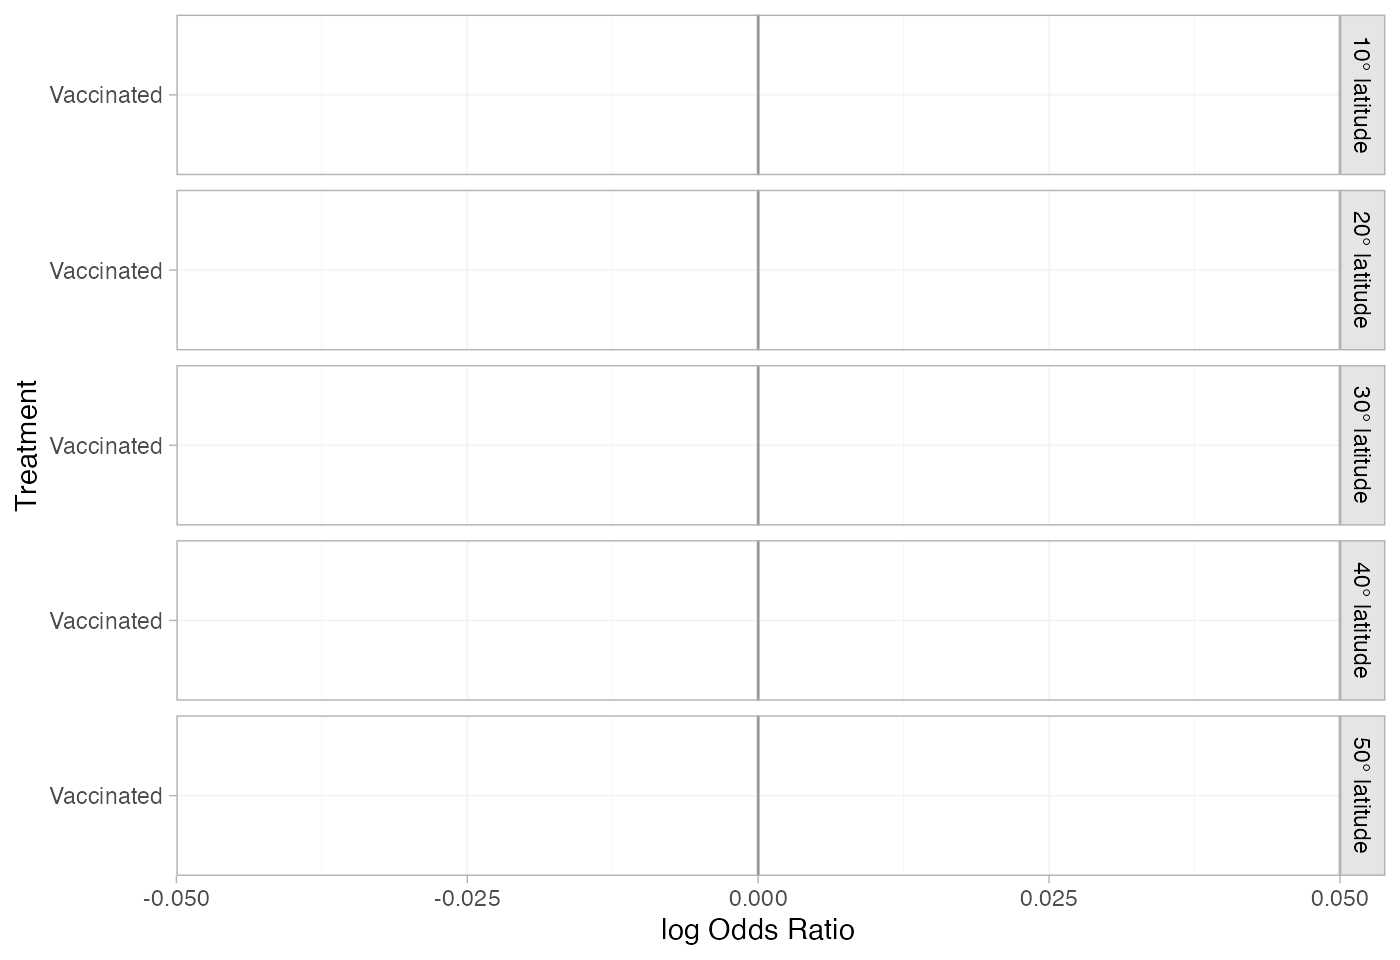 Treatment
Vaccinated
10° latitude
Vaccinated
20° latitude
Vaccinated
30° latitude
Vaccinated
40° latitude
Vaccinated
50° latitude
-0.050 -0.025 0.000 0.025 0.050
log Odds Ratio